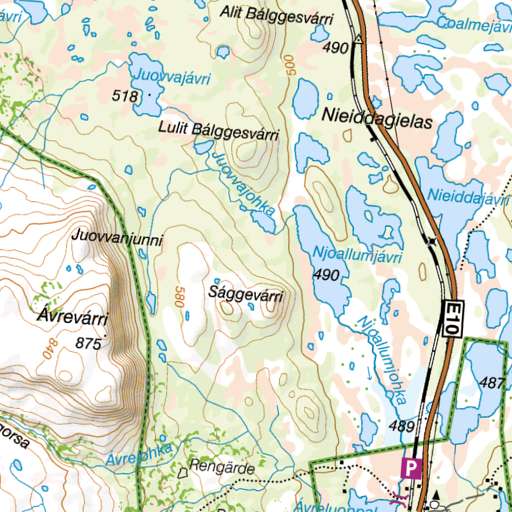 Alit Bálggesvárri
Coalmejávri
490
500
Juovvajávri
518
Nieiddagielas
Lulit Bálggesvárri
Juovvajohka
Nieiddajávri
Juovvanjunni
Njoallumjávri
490
580
Sággevárri
Ávrevárri
875
840
E10
Njoallumjohka
487
489
Ávrejohka
Rengärde
P
Ávreluoppal